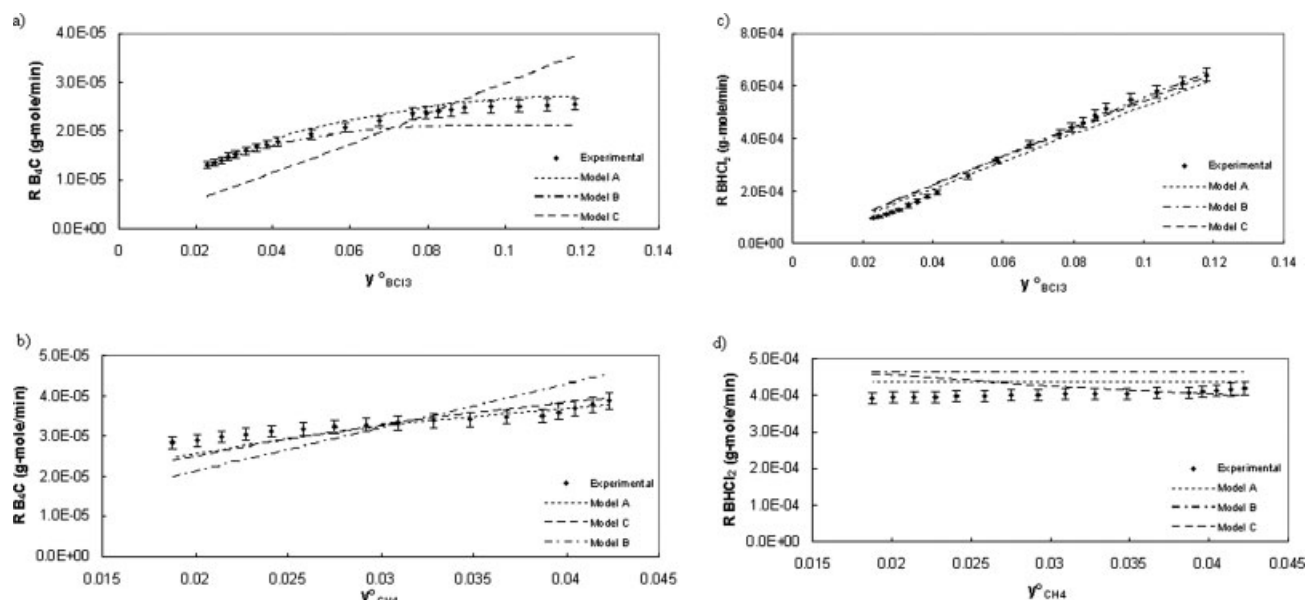 a)
R B₄C (g-mole/min)
4.0E-05
3.0E-05
2.0E-05
1.0E-05
0.0E+00
0 0.02 0.04 0.06 0.08 0.1 0.12 0.14
y °BCl3
Experimental
Model A
Model B
Model C
c)
R BHCl₂ (g-mole/min)
8.0E-04
6.0E-04
4.0E-04
2.0E-04
0.0E+00
0 0.02 0.04 0.06 0.08 0.1 0.12 0.14
y °BCl3
Experimental
Model A
Model B
Model C
b)
R B₄C (g-mole/min)
5.0E-05
4.0E-05
3.0E-05
2.0E-05
1.0E-05
0.0E+00
0.015 0.02 0.025 0.03 0.035 0.04 0.045
y°CH4
Experimental
Model A
Model C
Model B
d)
R BHCl₂ (g-mole/min)
5.0E-04
4.0E-04
3.0E-04
2.0E-04
1.0E-04
0.0E+00
0.015 0.02 0.025 0.03 0.035 0.04 0.045
y°CH4
Experimental
Model A
Model B
Model C